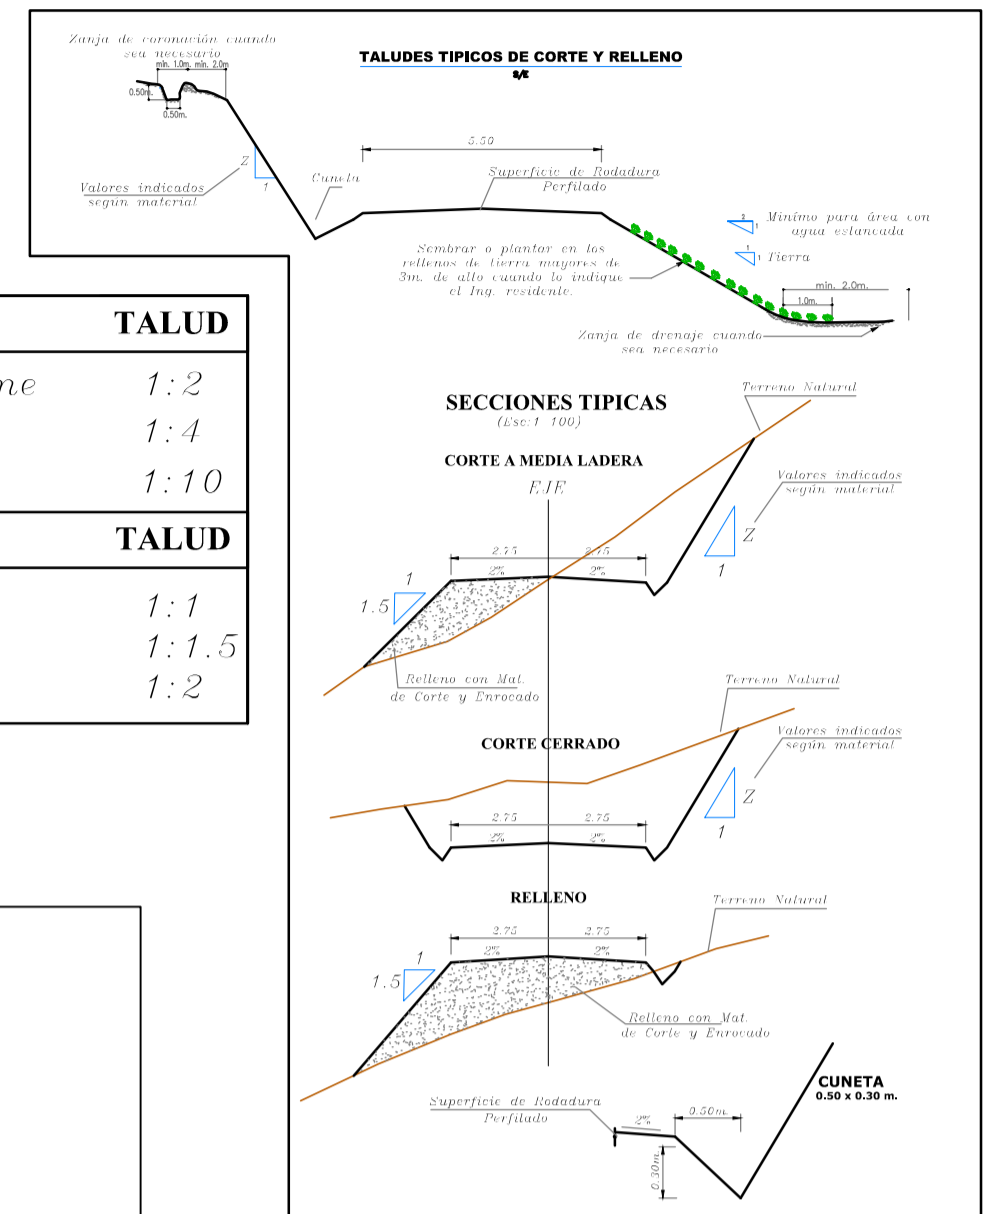 TALUDES TIPICOS DE CORTE Y RELLENO
S/E
Zanja de coronación cuando
sea necesario
min. 1.0m.
min. 2.0m
0.50m.
0.50m.
Z
1
Valores indicados
según material
Cuneta
5.50
Superficie de Rodadura
Perfilado
2
1
Minímo para área con
agua estancada
1
1
Tierra
Sembrar o plantar en los
rellenos de tierra mayores de
3m. de alto cuando lo indique
el Ing. residente.
min. 2.0m.
1.0m.
Zanja de drenaje cuando
sea necesario
TALUD
ne
1:2
1:4
1:10
TALUD
1:1
1:1.5
1:2
SECCIONES TIPICAS
(Esc:1 100)
CORTE A MEDIA LADERA
EJE
Terreno Natural
Valores indicados
según material
Z
1
2.75
2.75
2%
2%
1
1.5
Relleno con Mat.
de Corte y Enrocado
CORTE CERRADO
Terreno Natural
Valores indicados
según material
Z
1
2.75
2.75
2%
2%
RELLENO
Terreno Natural
2.75
2.75
2%
2%
1
1.5
Relleno con Mat.
de Corte y Enrocado
Superficie de Rodadura
Perfilado
2%
0.50m.
0.30m.
CUNETA
0.50 x 0.30 m.